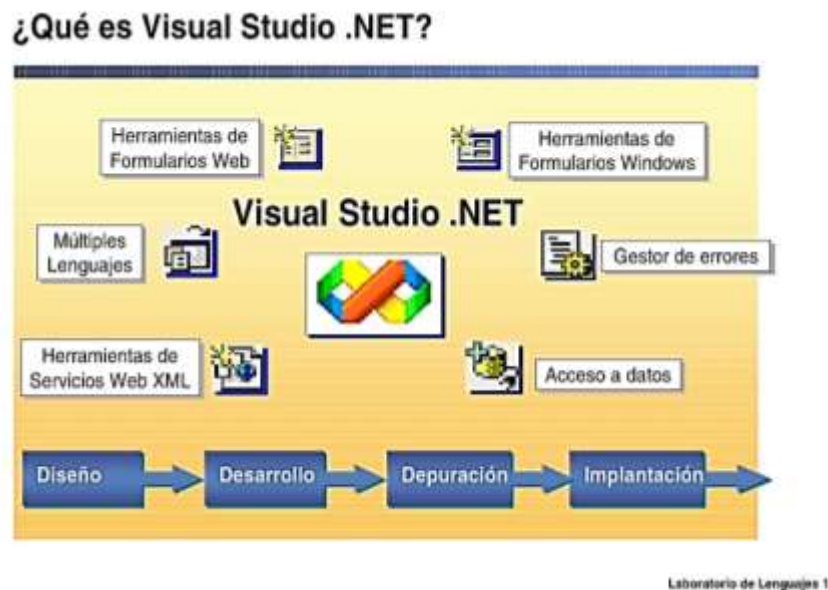 ¿Qué es Visual Studio .NET?
Herramientas de
Formularios Web
Herramientas de
Formularios Windows
Visual Studio .NET
Múltiples
Lenguajes
Gestor de errores
Herramientas de
Servicios Web XML
Acceso a datos
Diseño
Desarrollo
Depuración
Implantación
Laboratorio de Lenguajes 1